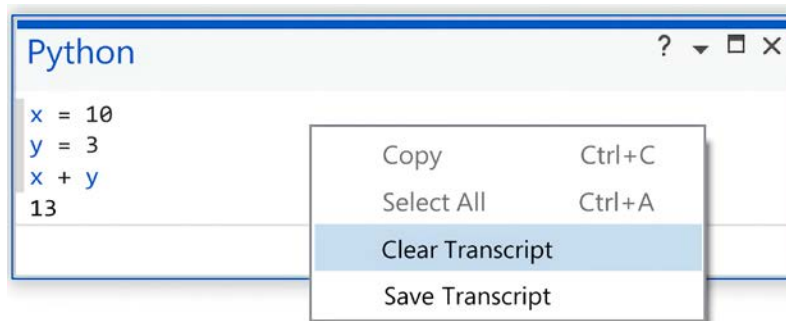 Python ?
x = 10
y = 3
x + y
13
Copy Ctrl+C
Select All Ctrl+A
Clear Transcript
Save Transcript